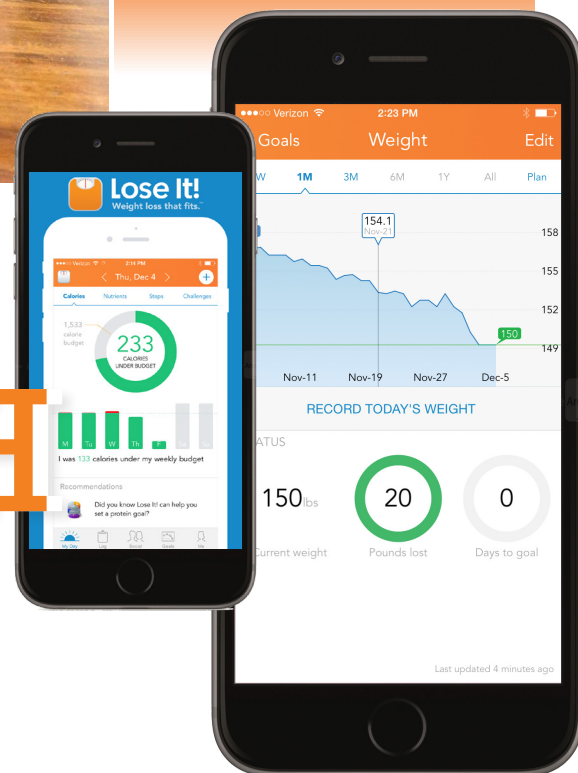 Lose It!
Weight loss that fits.™
Verizon 2:14 PM
< Thu, Dec 4 > +
Calories Nutrients Steps Challenges
1,533
calorie
budget
233
CALORIES
UNDER BUDGET
M Tu W Th F Sa Su
I was 133 calories under my weekly budget
Recommendations
Did you know Lose It! can help you
set a protein goal?
My Day Log Social Goals Me
Verizon 2:23 PM
Goals Weight Edit
W 1M 3M 6M 1Y All Plan
154.1
Nov-21
158
155
152
150
149
Nov-11 Nov-19 Nov-27 Dec-5
RECORD TODAY'S WEIGHT
ATUS
150lbs 20 0
Current weight Pounds lost Days to goal
Last updated 4 minutes ago